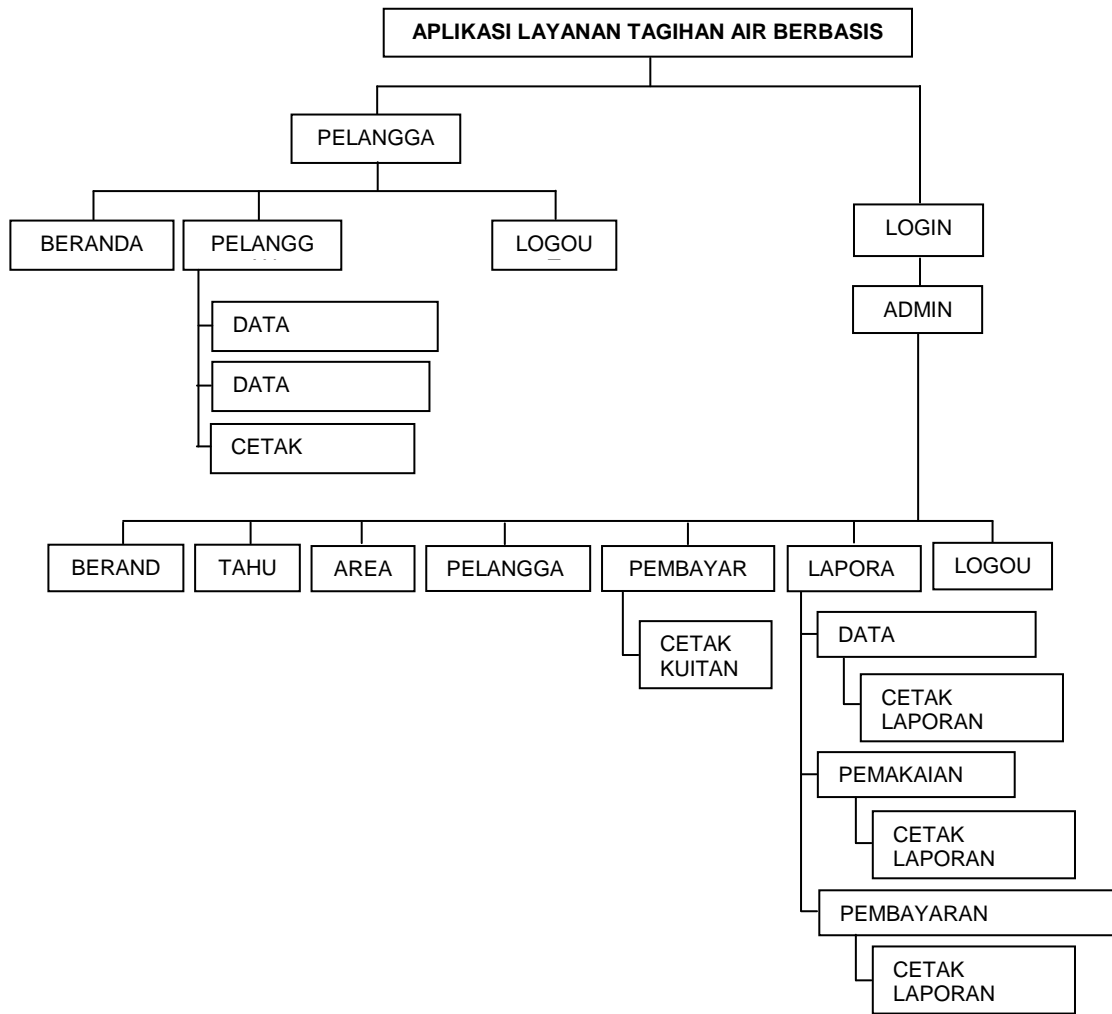 APLIKASI LAYANAN TAGIHAN AIR BERBASIS
PELANGGA
BERANDA
PELANGG
LOGOU
LOGIN
DATA
ADMIN
DATA
CETAK
BERAND
TAHU
AREA
PELANGGA
PEMBAYAR
LAPORA
LOGOU
CETAK
KUITAN
DATA
CETAK
LAPORAN
PEMAKAIAN
CETAK
LAPORAN
PEMBAYARAN
CETAK
LAPORAN